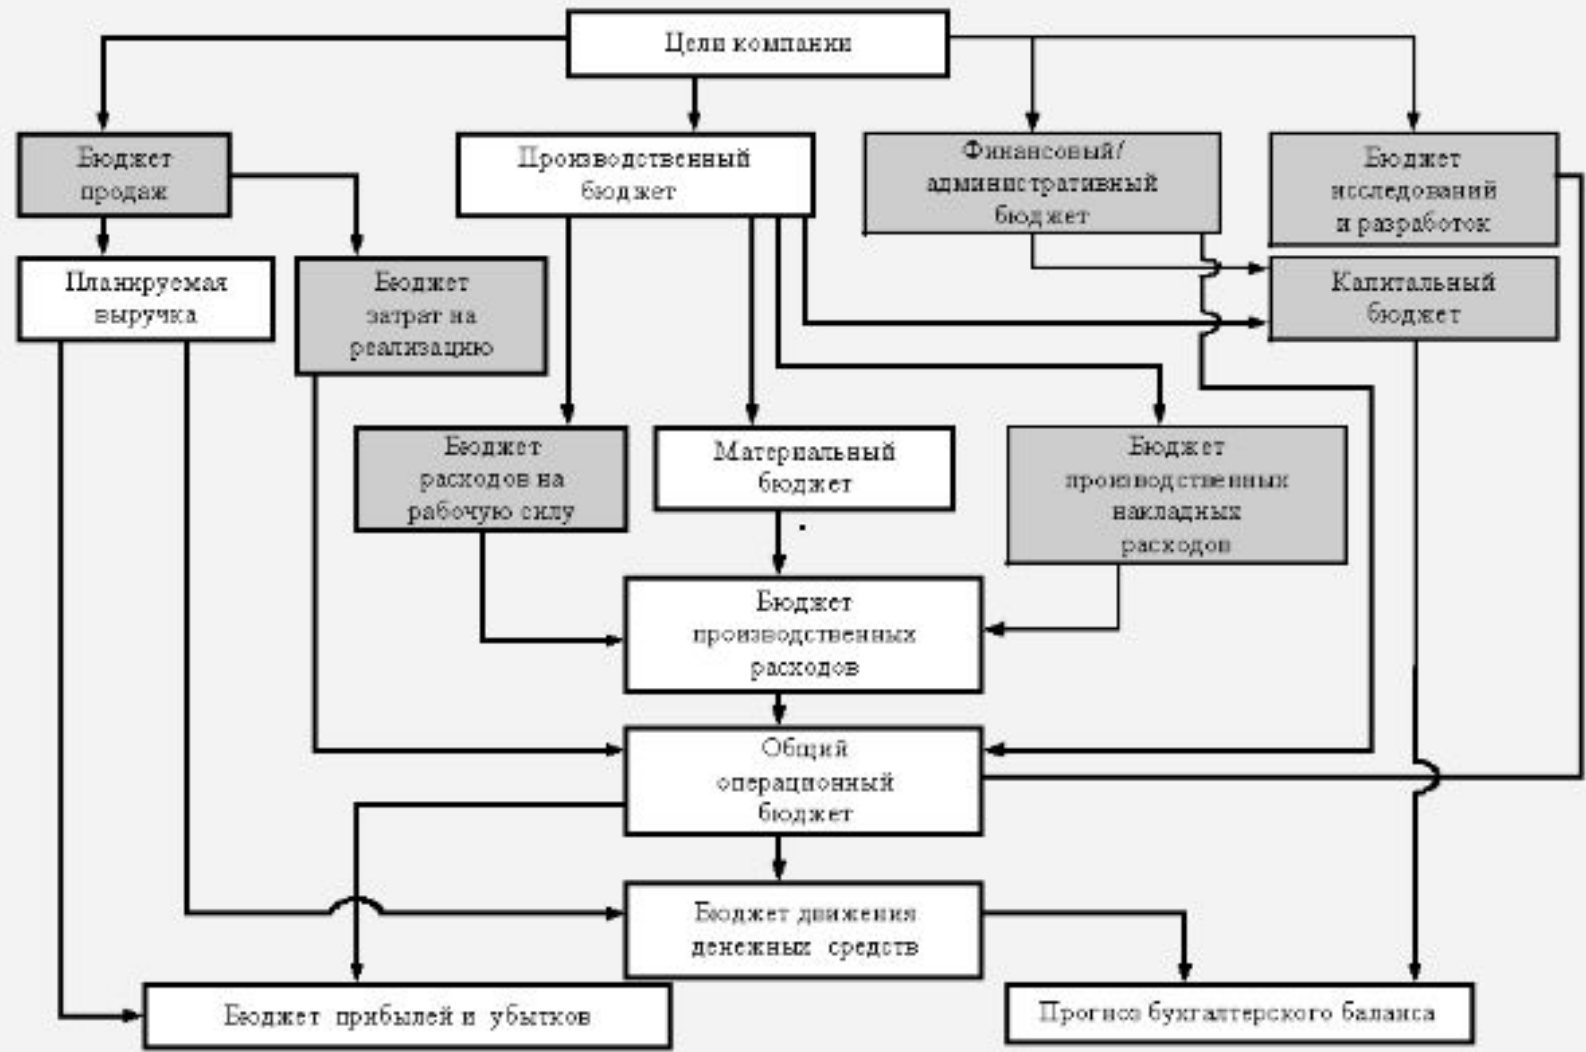 Цели компании
Бюджет
продаж
Производственный
бюджет
Финансовый/
административный
бюджет
Бюджет
исследований
и разработок
Планируемая
выручка
Бюджет
затрат на
реализацию
Капитальный
бюджет
Бюджет
расходов на
рабочую силу
Материальный
бюджет
Бюджет
производственных
накладных
расходов
Бюджет
производственных
расходов
Общий
операционный
бюджет
Бюджет движения
денежных средств
Бюджет прибылей и убытков
Прогноз бухгалтерского баланса